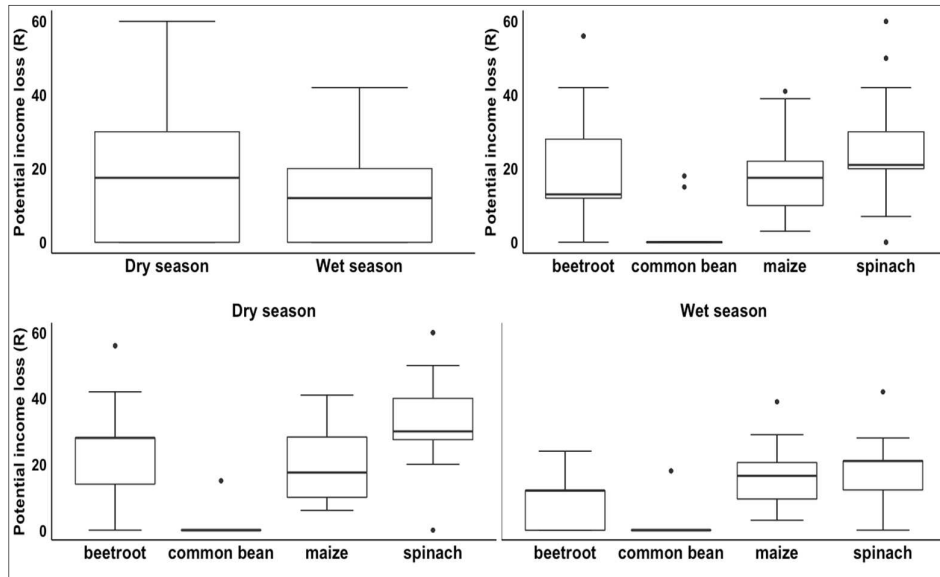 Potential income loss (R)
60
40
20
0
Dry season Wet season
Potential income loss (R)
60
40
20
0
beetroot common bean maize spinach
Dry season
Potential income loss (R)
60
40
20
0
beetroot common bean maize spinach
Wet season
beetroot common bean maize spinach